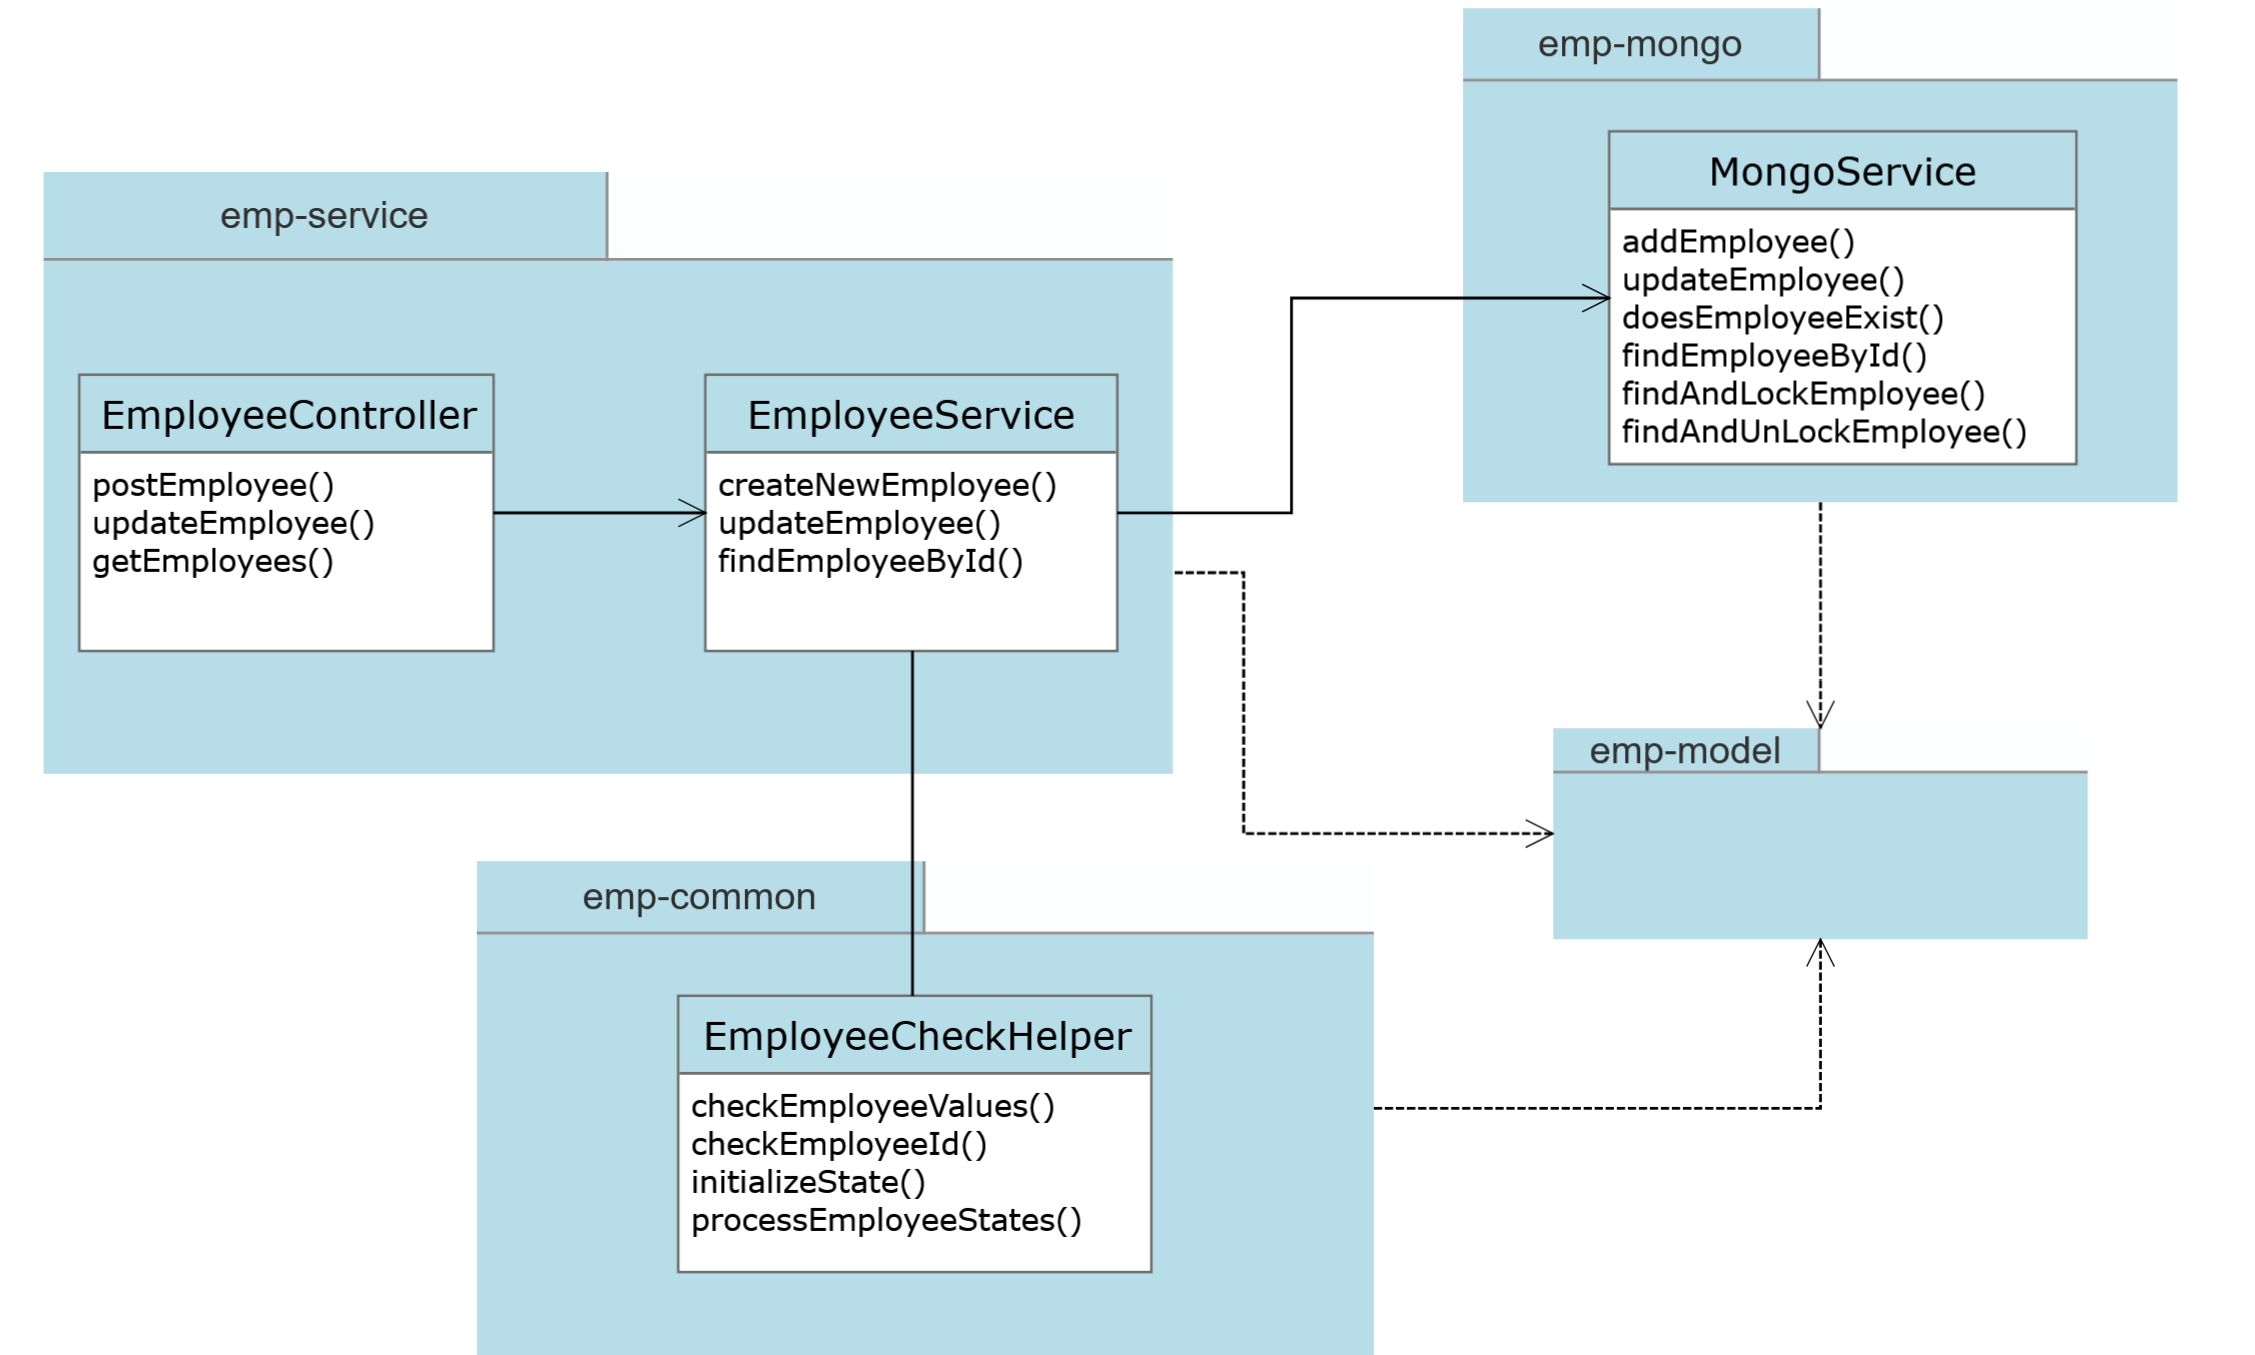 emp-mongo
MongoService
addEmployee()
updateEmployee()
doesEmployeeExist()
findEmployeeById()
findAndLockEmployee()
findAndUnLockEmployee()
emp-service
EmployeeController
postEmployee()
updateEmployee()
getEmployees()
EmployeeService
createNewEmployee()
updateEmployee()
findEmployeeById()
emp-model
emp-common
EmployeeCheckHelper
checkEmployeeValues()
checkEmployeeId()
initializeState()
processEmployeeStates()